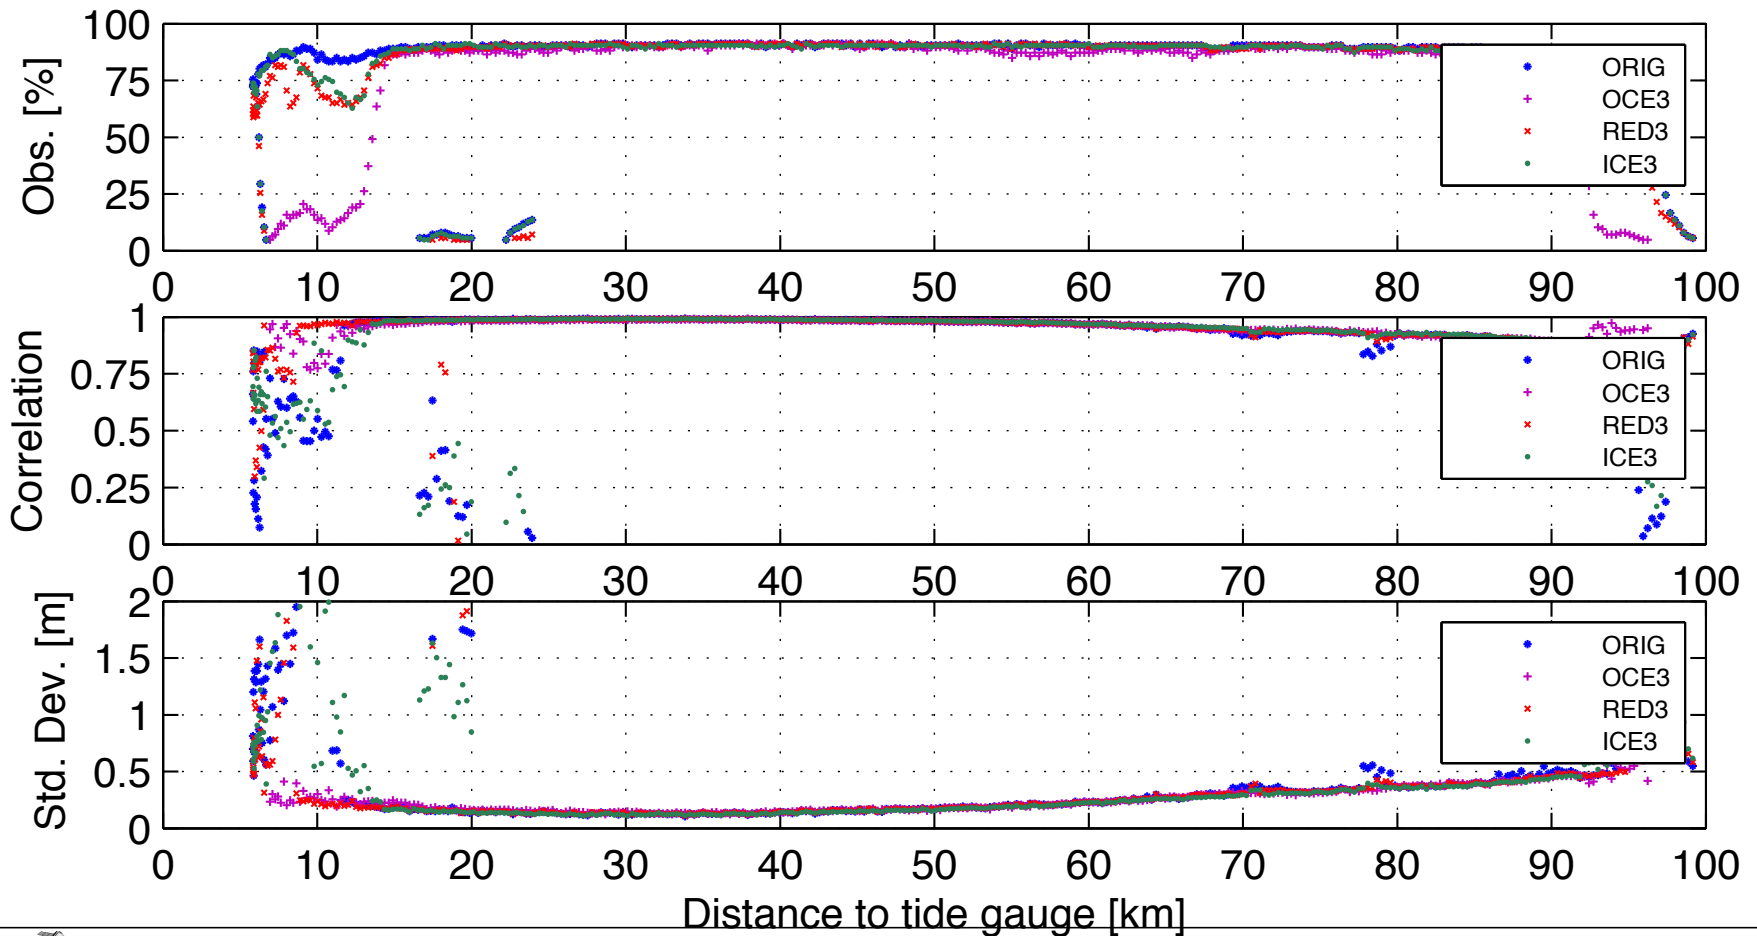 Obs. [%]
100
75
50
25
0
ORIG
OCE3
RED3
ICE3
0 10 20 30 40 50 60 70 80 90 100
Correlation
1
0.75
0.5
0.25
0
ORIG
OCE3
RED3
ICE3
0 10 20 30 40 50 60 70 80 90 100
Std. Dev. [m]
2
1.5
1
0.5
0
ORIG
OCE3
RED3
ICE3
0 10 20 30 40 50 60 70 80 90 100
Distance to tide gauge [km]